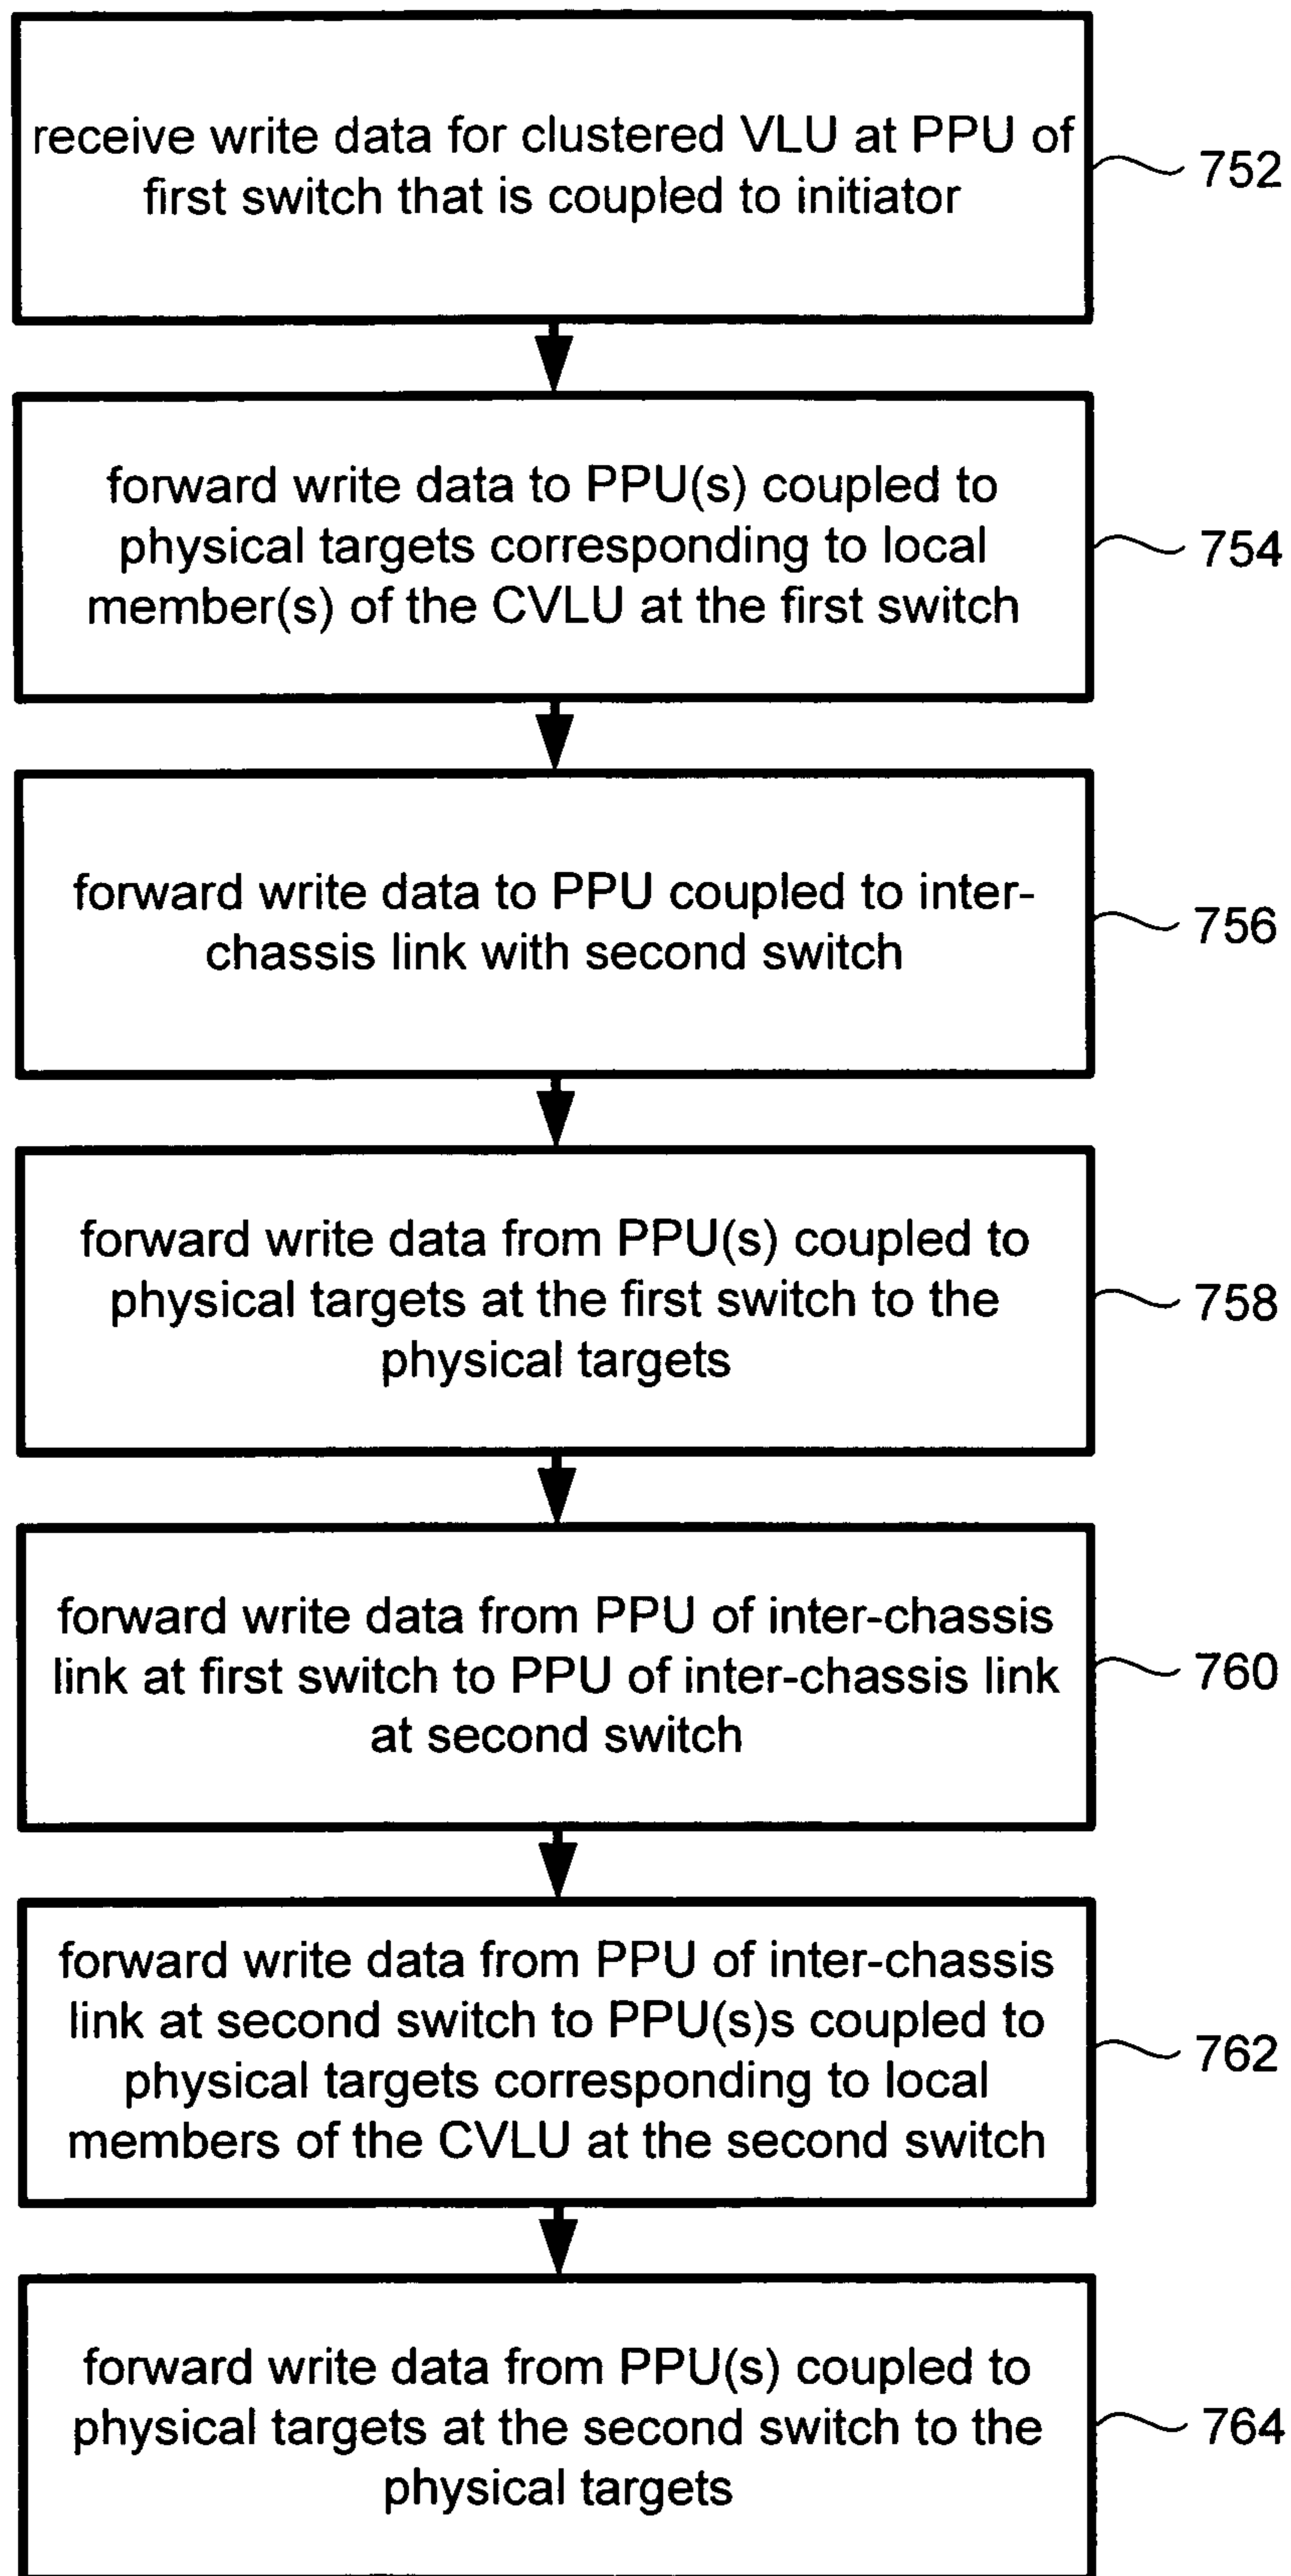 receive write data for clustered VLU at PPU of
first switch that is coupled to initiator
752
forward write data to PPU(s) coupled to
physical targets corresponding to local
member(s) of the CVLU at the first switch
754
forward write data to PPU coupled to inter-
chassis link with second switch
756
forward write data from PPU(s) coupled to
physical targets at the first switch to the
physical targets
758
forward write data from PPU of inter-chassis
link at first switch to PPU of inter-chassis link
at second switch
760
forward write data from PPU of inter-chassis
link at second switch to PPU(s)s coupled to
physical targets corresponding to local
members of the CVLU at the second switch
762
forward write data from PPU(s) coupled to
physical targets at the second switch to the
physical targets
764